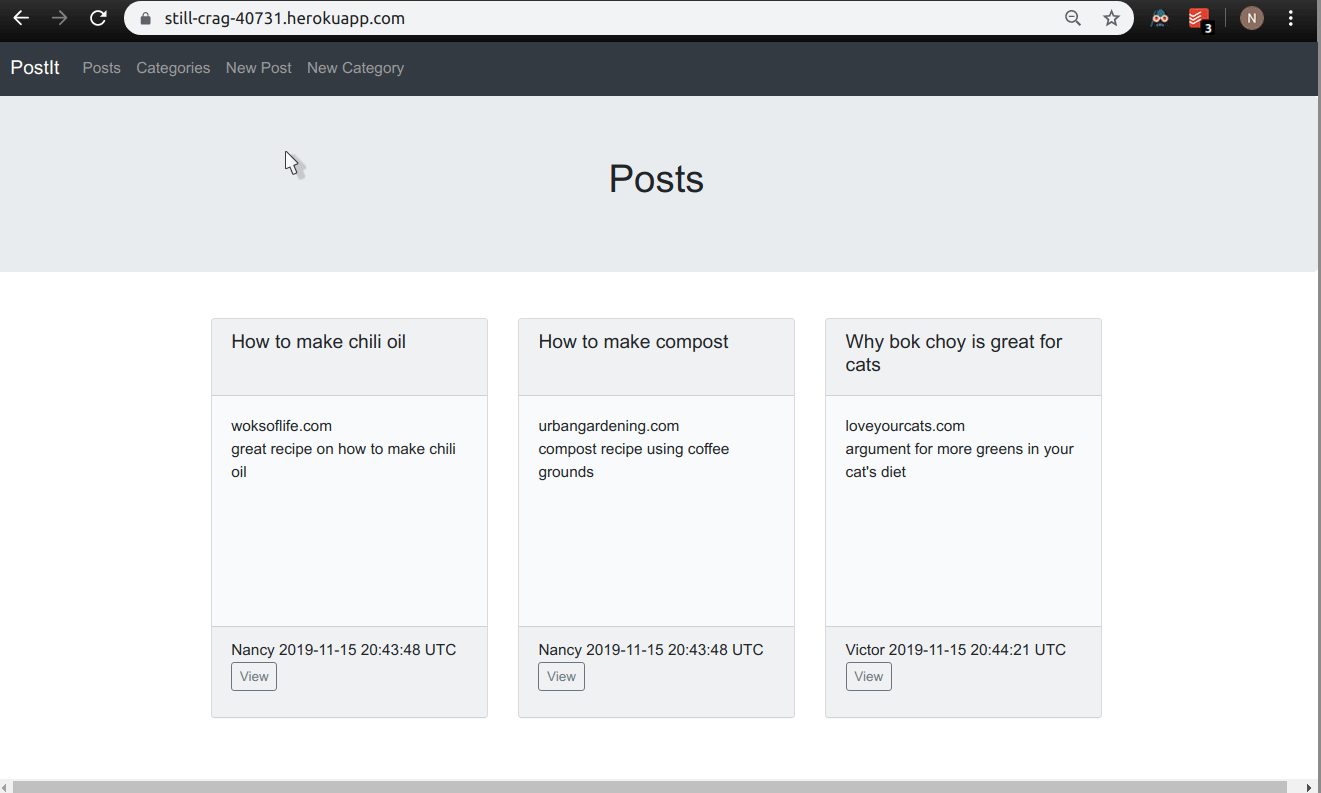 still-crag-40731.herokuapp.com
3
N
PostIt Posts Categories New Post New Category
Posts
How to make chili oil
woksoflife.com
great recipe on how to make chili
oil
Nancy 2019-11-15 20:43:48 UTC
View
How to make compost
urbangardening.com
compost recipe using coffee
grounds
Nancy 2019-11-15 20:43:48 UTC
View
Why bok choy is great for
cats
loveyourcats.com
argument for more greens in your
cat's diet
Victor 2019-11-15 20:44:21 UTC
View